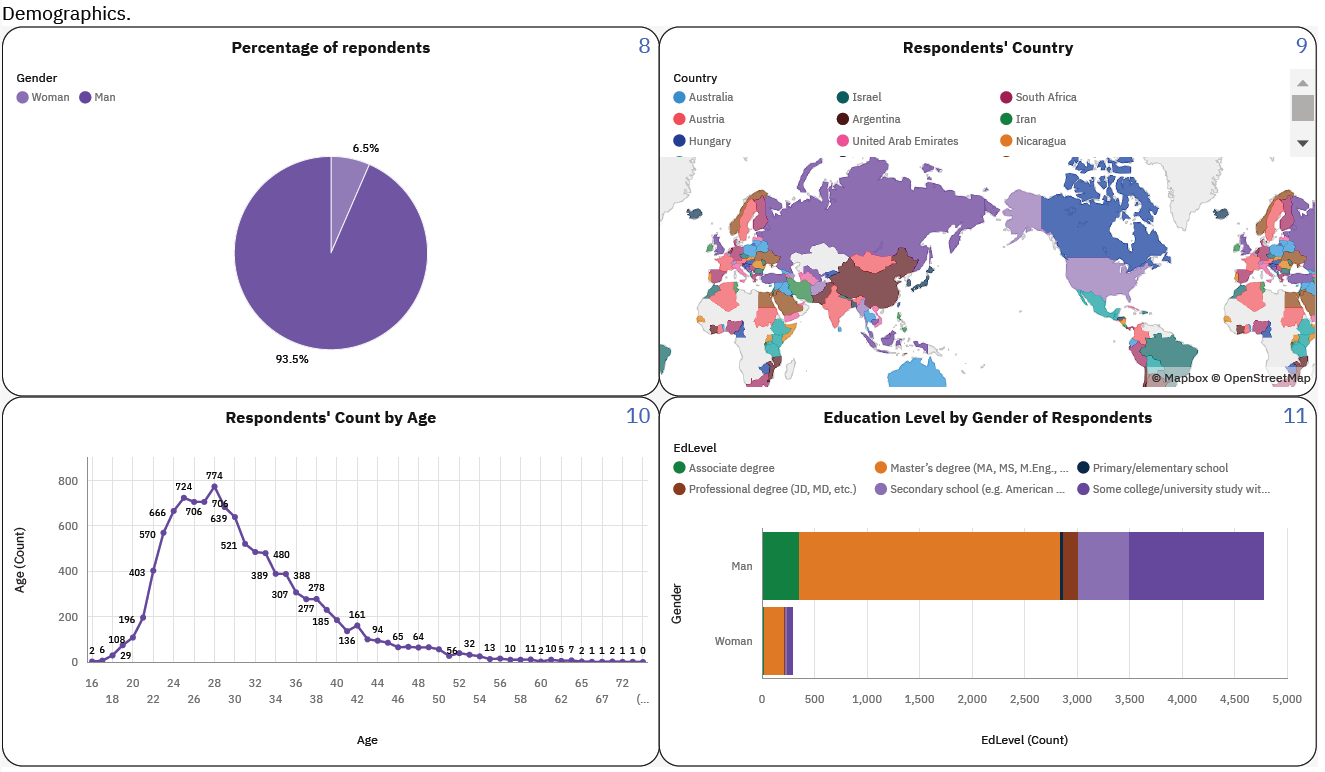 Demographics.
Percentage of repondents 8
Gender
Woman Man
6.5%
93.5%
Respondents' Country 9
Country
Australia Israel South Africa
Austria Argentina Iran
Hungary United Arab Emirates Nicaragua
© Mapbox © OpenStreetMap
Respondents' Count by Age 10
Age (Count)
800
600
400
200
0
774
724
706
666 706
639
570
521
480
403
389 388
307 278
277
196
185
161
136
108
94
29
2 6
65 64
56 32
13 10 11 2 10 5 7 2 1 1 2 1 1 0
16 20 24 28 32 36 40 44 48 52 56 60 65 72
18 22 26 30 34 38 42 46 50 54 58 62 67 (...
Age
Education Level by Gender of Respondents 11
EdLevel
Associate degree Master’s degree (MA, MS, M.Eng., ... Primary/elementary school
Professional degree (JD, MD, etc.) Secondary school (e.g. American ... Some college/university study wit...
Gender
Man
Woman
0 500 1,000 1,500 2,000 2,500 3,000 3,500 4,000 4,500 5,000
EdLevel (Count)